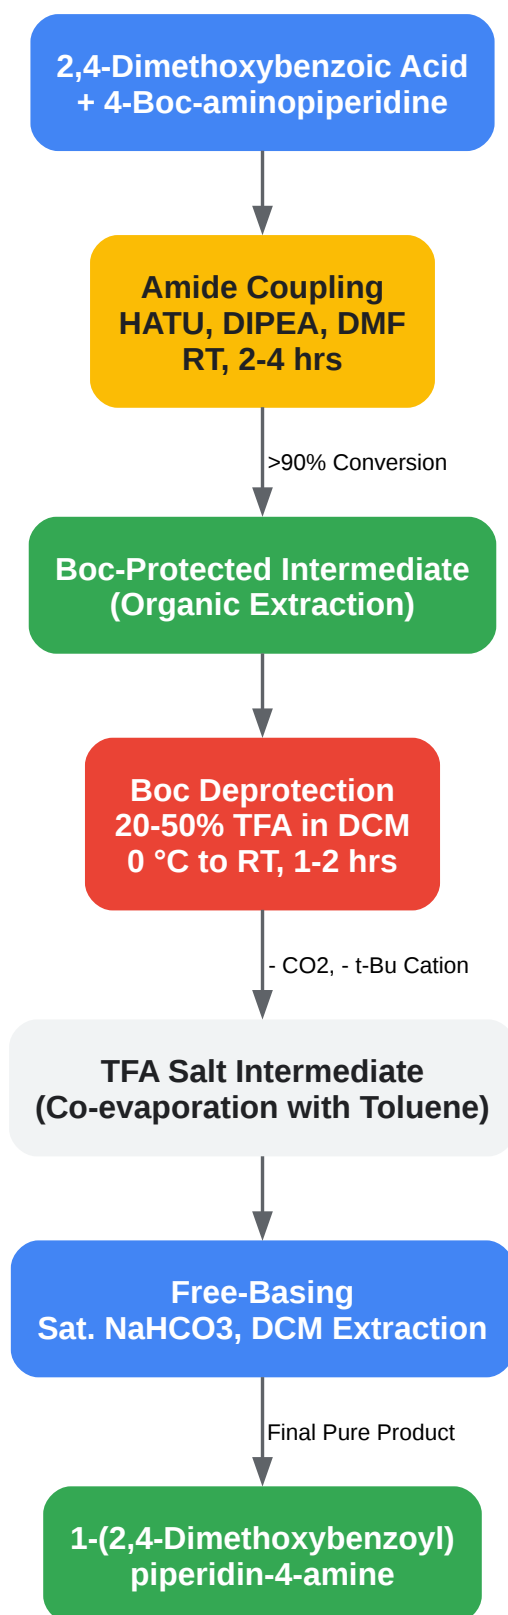 2,4-Dimethoxybenzoic Acid
+ 4-Boc-aminopiperidine
Amide Coupling
HATU, DIPEA, DMF
RT, 2-4 hrs
>90% Conversion
Boc-Protected Intermediate
(Organic Extraction)
Boc Deprotection
20-50% TFA in DCM
0 °C to RT, 1-2 hrs
- CO2, - t-Bu Cation
TFA Salt Intermediate
(Co-evaporation with Toluene)
Free-Basing
Sat. NaHCO3, DCM Extraction
Final Pure Product
1-(2,4-Dimethoxybenzoyl)
piperidin-4-amine